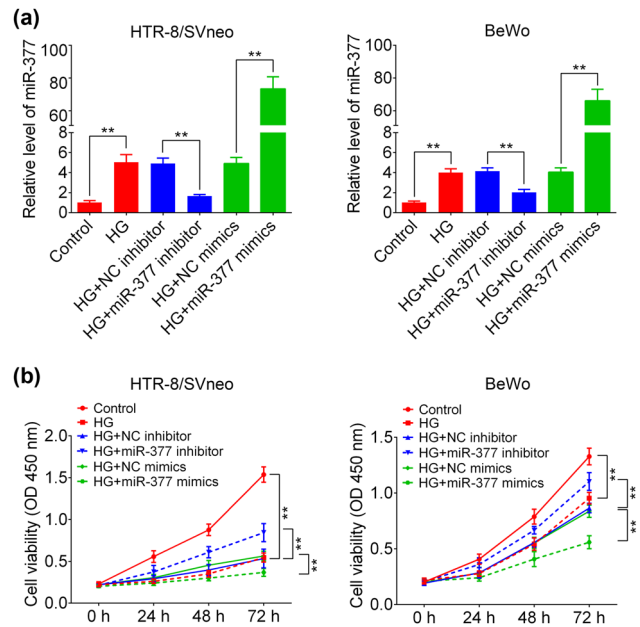 (a)
HTR-8/SVneo
Relative level of miR-377
100
80
60
8
6
4
2
0
**
**
**
Control
HG
HG+NC inhibitor
HG+miR-377 inhibitor
HG+NC mimics
HG+miR-377 mimics
BeWo
Relative level of miR-377
100
80
60
8
6
4
2
0
**
**
**
Control
HG
HG+NC inhibitor
HG+miR-377 inhibitor
HG+NC mimics
HG+miR-377 mimics
(b)
HTR-8/SVneo
Control
HG
HG+NC inhibitor
HG+miR-377 inhibitor
HG+NC mimics
HG+miR-377 mimics
Cell viability (OD 450 nm)
2.0
1.5
1.0
0.5
0.0
**
**
**
0 h 24 h 48 h 72 h
BeWo
Control
HG
HG+NC inhibitor
HG+miR-377 inhibitor
HG+NC mimics
HG+miR-377 mimics
Cell viability (OD 450 nm)
1.5
1.0
0.5
0.0
**
**
**
0 h 24 h 48 h 72 h